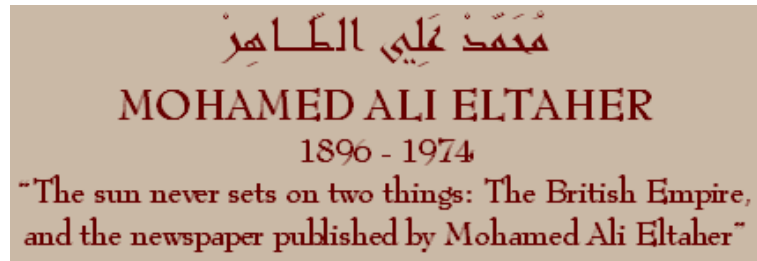 مُحَمَّدْ عَلِي الطَّـاهِرْ
MOHAMED ALI ELTAHER
1896 - 1974
"The sun never sets on two things: The British Empire,
and the newspaper published by Mohamed Ali Eltaher"